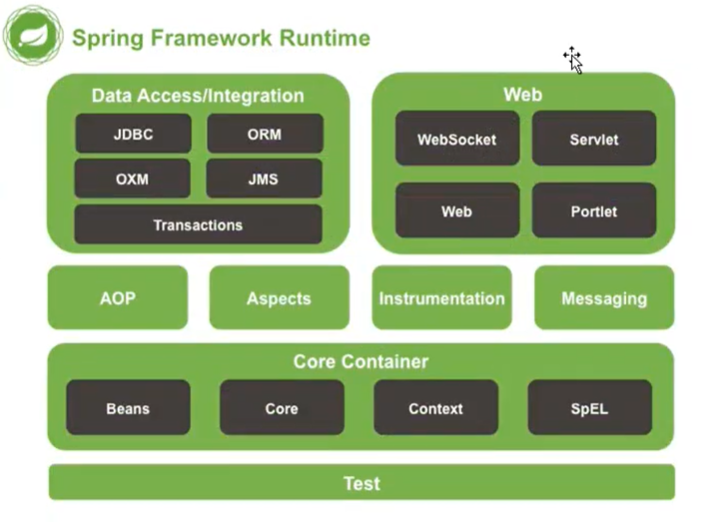 Spring Framework Runtime
Data Access/Integration
JDBC
ORM
OXM
JMS
Transactions
Web
WebSocket
Servlet
Web
Portlet
AOP
Aspects
Instrumentation
Messaging
Core Container
Beans
Core
Context
SpEL
Test